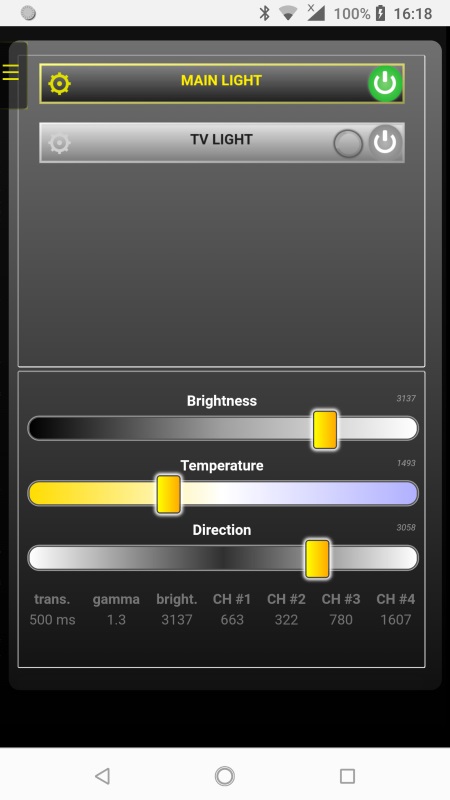 100% 16:18
MAIN LIGHT
TV LIGHT
Brightness 3137
Temperature 1493
Direction 3058
trans. gamma bright. CH #1 CH #2 CH #3 CH #4
500 ms 1.3 3137 663 322 780 1607